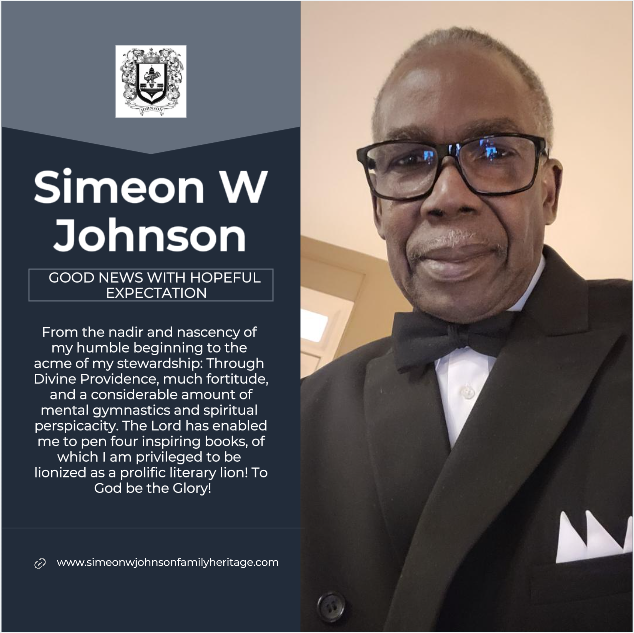 Simeon W
Johnson
GOOD NEWS WITH HOPEFUL
EXPECTATION
From the nadir and nascency of
my humble beginning to the
acme of my stewardship: Through
Divine Providence, much fortitude,
and a considerable amount of
mental gymnastics and spiritual
perspicacity. The Lord has enabled
me to pen four inspiring books, of
which I am privileged to be
lionized as a prolific literary lion! To
God be the Glory!
www.simeonwjohnsonfamilyheritage.com